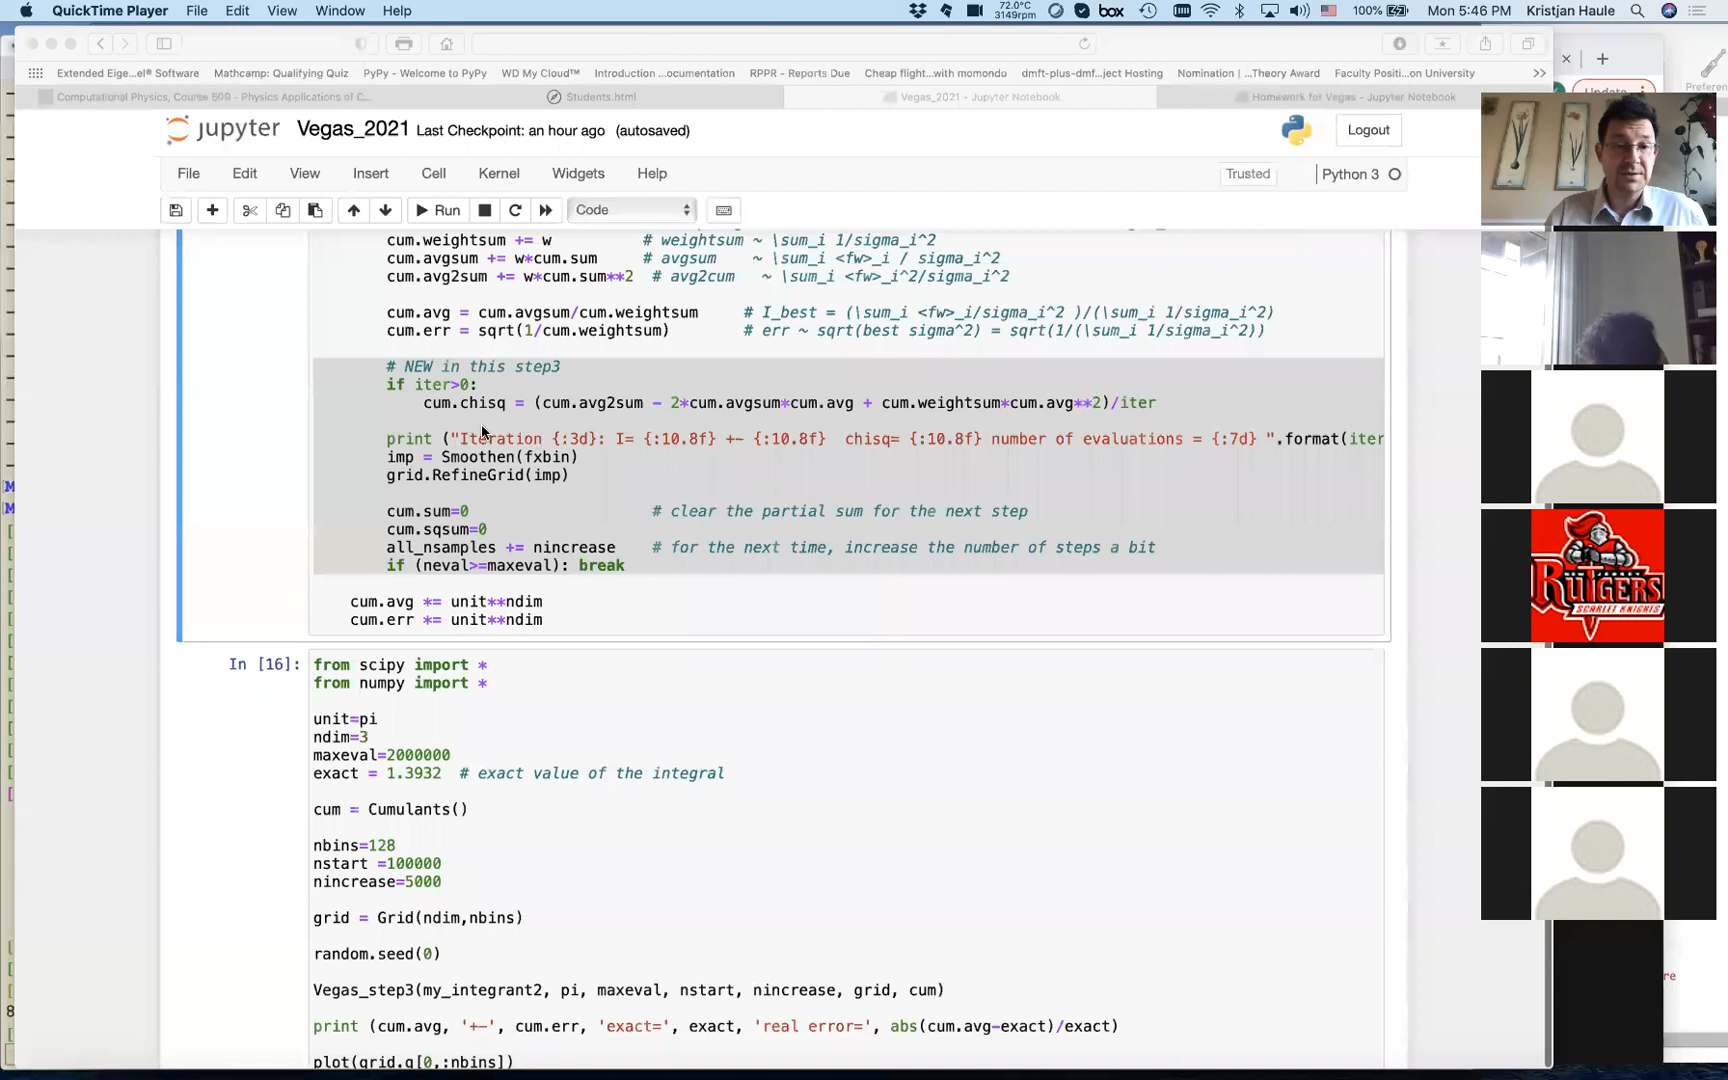 QuickTime Player File Edit View Window Help 72.0°C 3149rpm box 100% Mon 5:46 PM Kristjan Haule
Extended Eige...el® Software Mathcamp: Qualifying Quiz PyPy - Welcome to PyPy WD My Cloud™ Introduction ...ocumentation RPPR - Reports Due Cheap flight...with momondo dmft-plus-dmf...ject Hosting Nomination | ...Theory Award Faculty Positi...on University
Computational Physics, Course 509 - Physics Applications of C... Students.html Vegas_2021 - Jupyter Notebook Homework for Vegas - Jupyter Notebook
jupyter Vegas_2021 Last Checkpoint: an hour ago (autosaved) Logout
File Edit View Insert Cell Kernel Widgets Help Trusted Python 3
Run Code
cum.weightsum += w # weightsum ~ \sum_i 1/sigma_i^2
cum.avgsum += w*cum.sum # avgsum ~ \sum_i <fw>_i / sigma_i^2
cum.avg2sum += w*cum.sum**2 # avg2cum ~ \sum_i <fw>_i^2/sigma_i^2
cum.avg = cum.avgsum/cum.weightsum # I_best = (\sum_i <fw>_i/sigma_i^2 )/(\sum_i 1/sigma_i^2)
cum.err = sqrt(1/cum.weightsum) # err ~ sqrt(best sigma^2) = sqrt(1/(\sum_i 1/sigma_i^2))
# NEW in this step3
if iter>0:
cum.chisq = (cum.avg2sum - 2*cum.avgsum*cum.avg + cum.weightsum*cum.avg**2)/iter
print ("Iteration {:3d}: I= {:10.8f} +- {:10.8f} chisq= {:10.8f} number of evaluations = {:7d} ".format(iter
imp = Smoothen(fxbin)
grid.RefineGrid(imp)
cum.sum=0 # clear the partial sum for the next step
cum.sqsum=0
all_nsamples += nincrease # for the next time, increase the number of steps a bit
if (neval>=maxeval): break
cum.avg *= unit**ndim
cum.err *= unit**ndim
In [16]: from scipy import *
from numpy import *
unit=pi
ndim=3
maxeval=2000000
exact = 1.3932 # exact value of the integral
cum = Cumulants()
nbins=128
nstart =100000
nincrease=5000
grid = Grid(ndim,nbins)
random.seed(0)
Vegas_step3(my_integrant2, pi, maxeval, nstart, nincrease, grid, cum)
print (cum.avg, '+-', cum.err, 'exact=', exact, 'real error=', abs(cum.avg-exact)/exact)
plot(grid.g[0,:nbins])
RUTGERS
SCARLET KNIGHTS